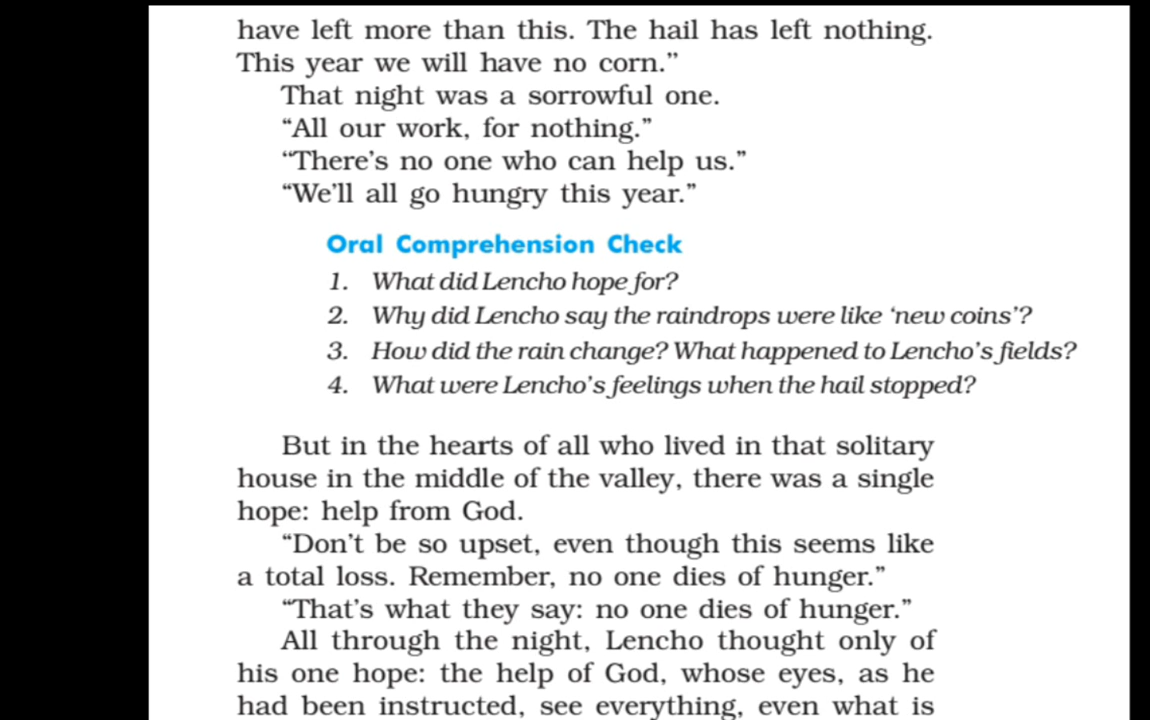 have left more than this. The hail has left nothing.
This year we will have no corn.”
That night was a sorrowful one.
“All our work, for nothing.”
“There’s no one who can help us.”
“We’ll all go hungry this year.”
Oral Comprehension Check
1. What did Lencho hope for?
2. Why did Lencho say the raindrops were like ‘new coins’?
3. How did the rain change? What happened to Lencho’s fields?
4. What were Lencho’s feelings when the hail stopped?
But in the hearts of all who lived in that solitary
house in the middle of the valley, there was a single
hope: help from God.
“Don’t be so upset, even though this seems like
a total loss. Remember, no one dies of hunger.”
“That’s what they say: no one dies of hunger.”
All through the night, Lencho thought only of
his one hope: the help of God, whose eyes, as he
had been instructed, see everything, even what is